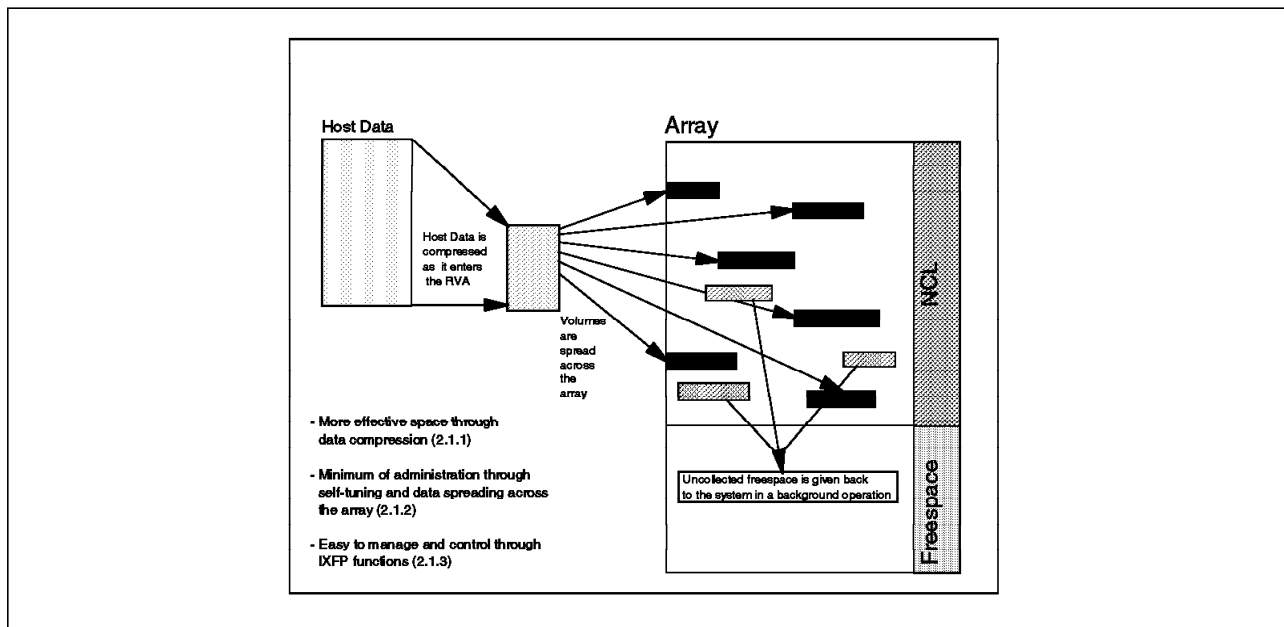 Host Data
Array
Host Data is
compressed
as it enters
the RVA
Volumes
are
spread
across
the
array
NCL
- More effective space through
data compression (2.1.1)
- Minimum of administration through
self-tuning and data spreading across
the array (2.1.2)
- Easy to manage and control through
IXFP functions (2.1.3)
Uncollected freespace is given back
to the system in a background operation
Freespace